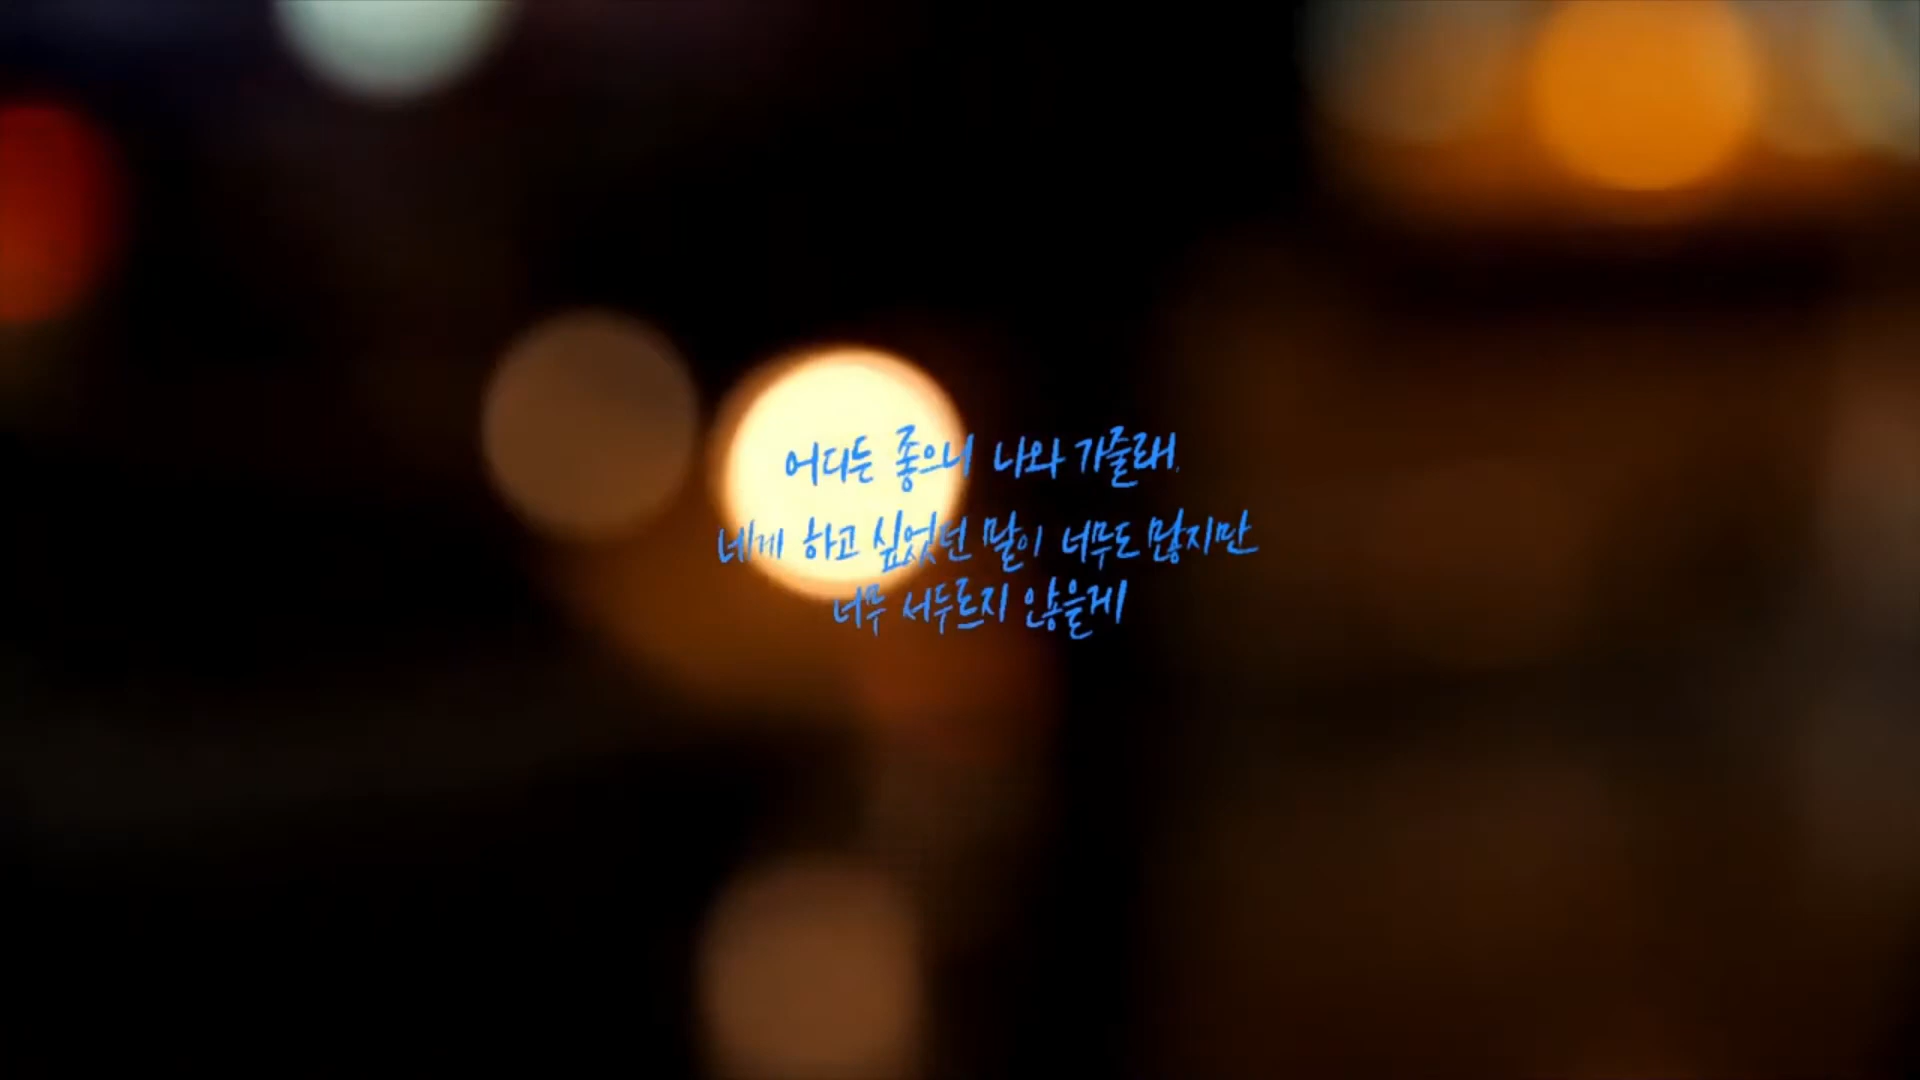 어디든 좋으니 나와 가줄래.
네게 하고 싶었던 말이 너무도 많지만
너무 서두르지 않을게